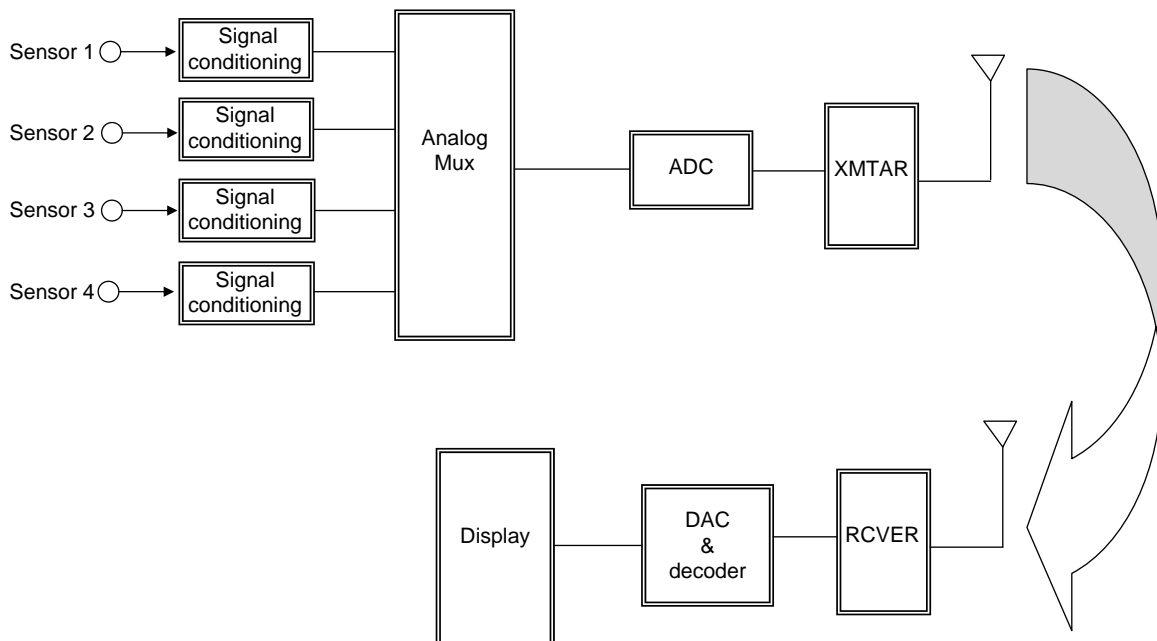 Sensor 1
Signal
conditioning
Sensor 2
Signal
conditioning
Sensor 3
Signal
conditioning
Sensor 4
Signal
conditioning
Analog
Mux
ADC
XMTAR
Display
DAC
&
decoder
RCVER